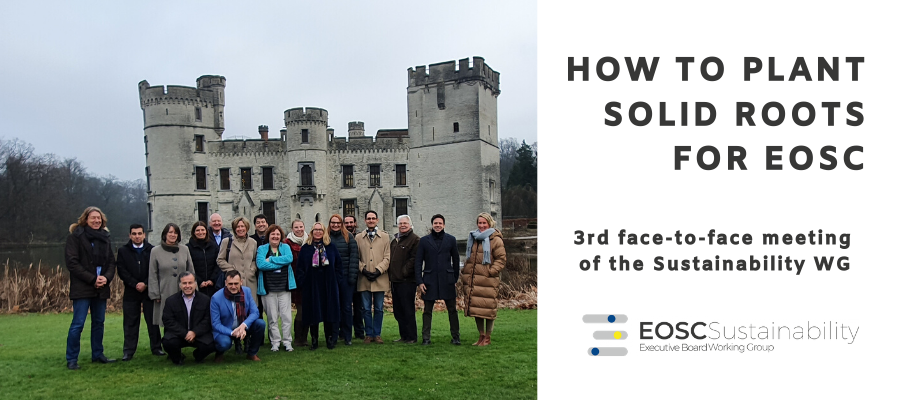 HOW TO PLANT
SOLID ROOTS
FOR EOSC
3rd face-to-face meeting
of the Sustainability WG
EOSCSustainability
Executive Board Working Group